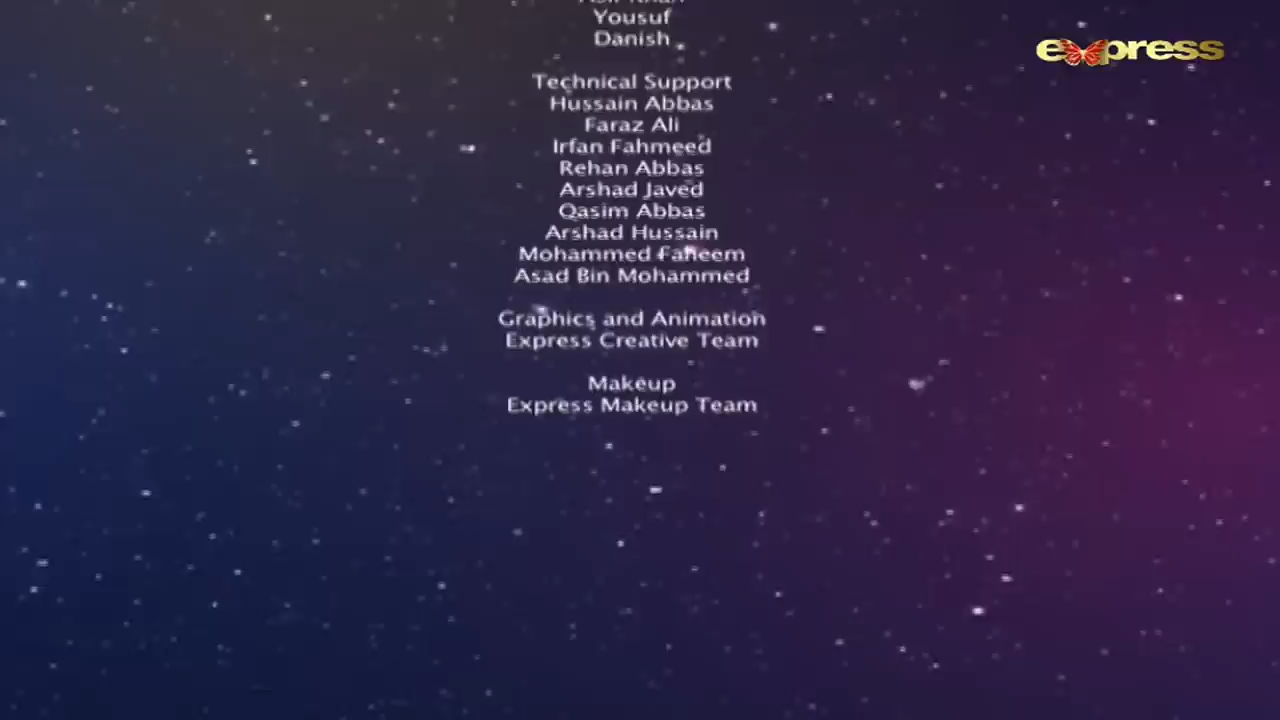 Yousuf
Danish
express
Technical Support
Hussain Abbas
Faraz Ali
Irfan Fahmeed
Rehan Abbas
Arshad Javed
Qasim Abbas
Arshad Hussain
Mohammed Faheem
Asad Bin Mohammed
Graphics and Animation
Express Creative Team
Makeup
Express Makeup Team